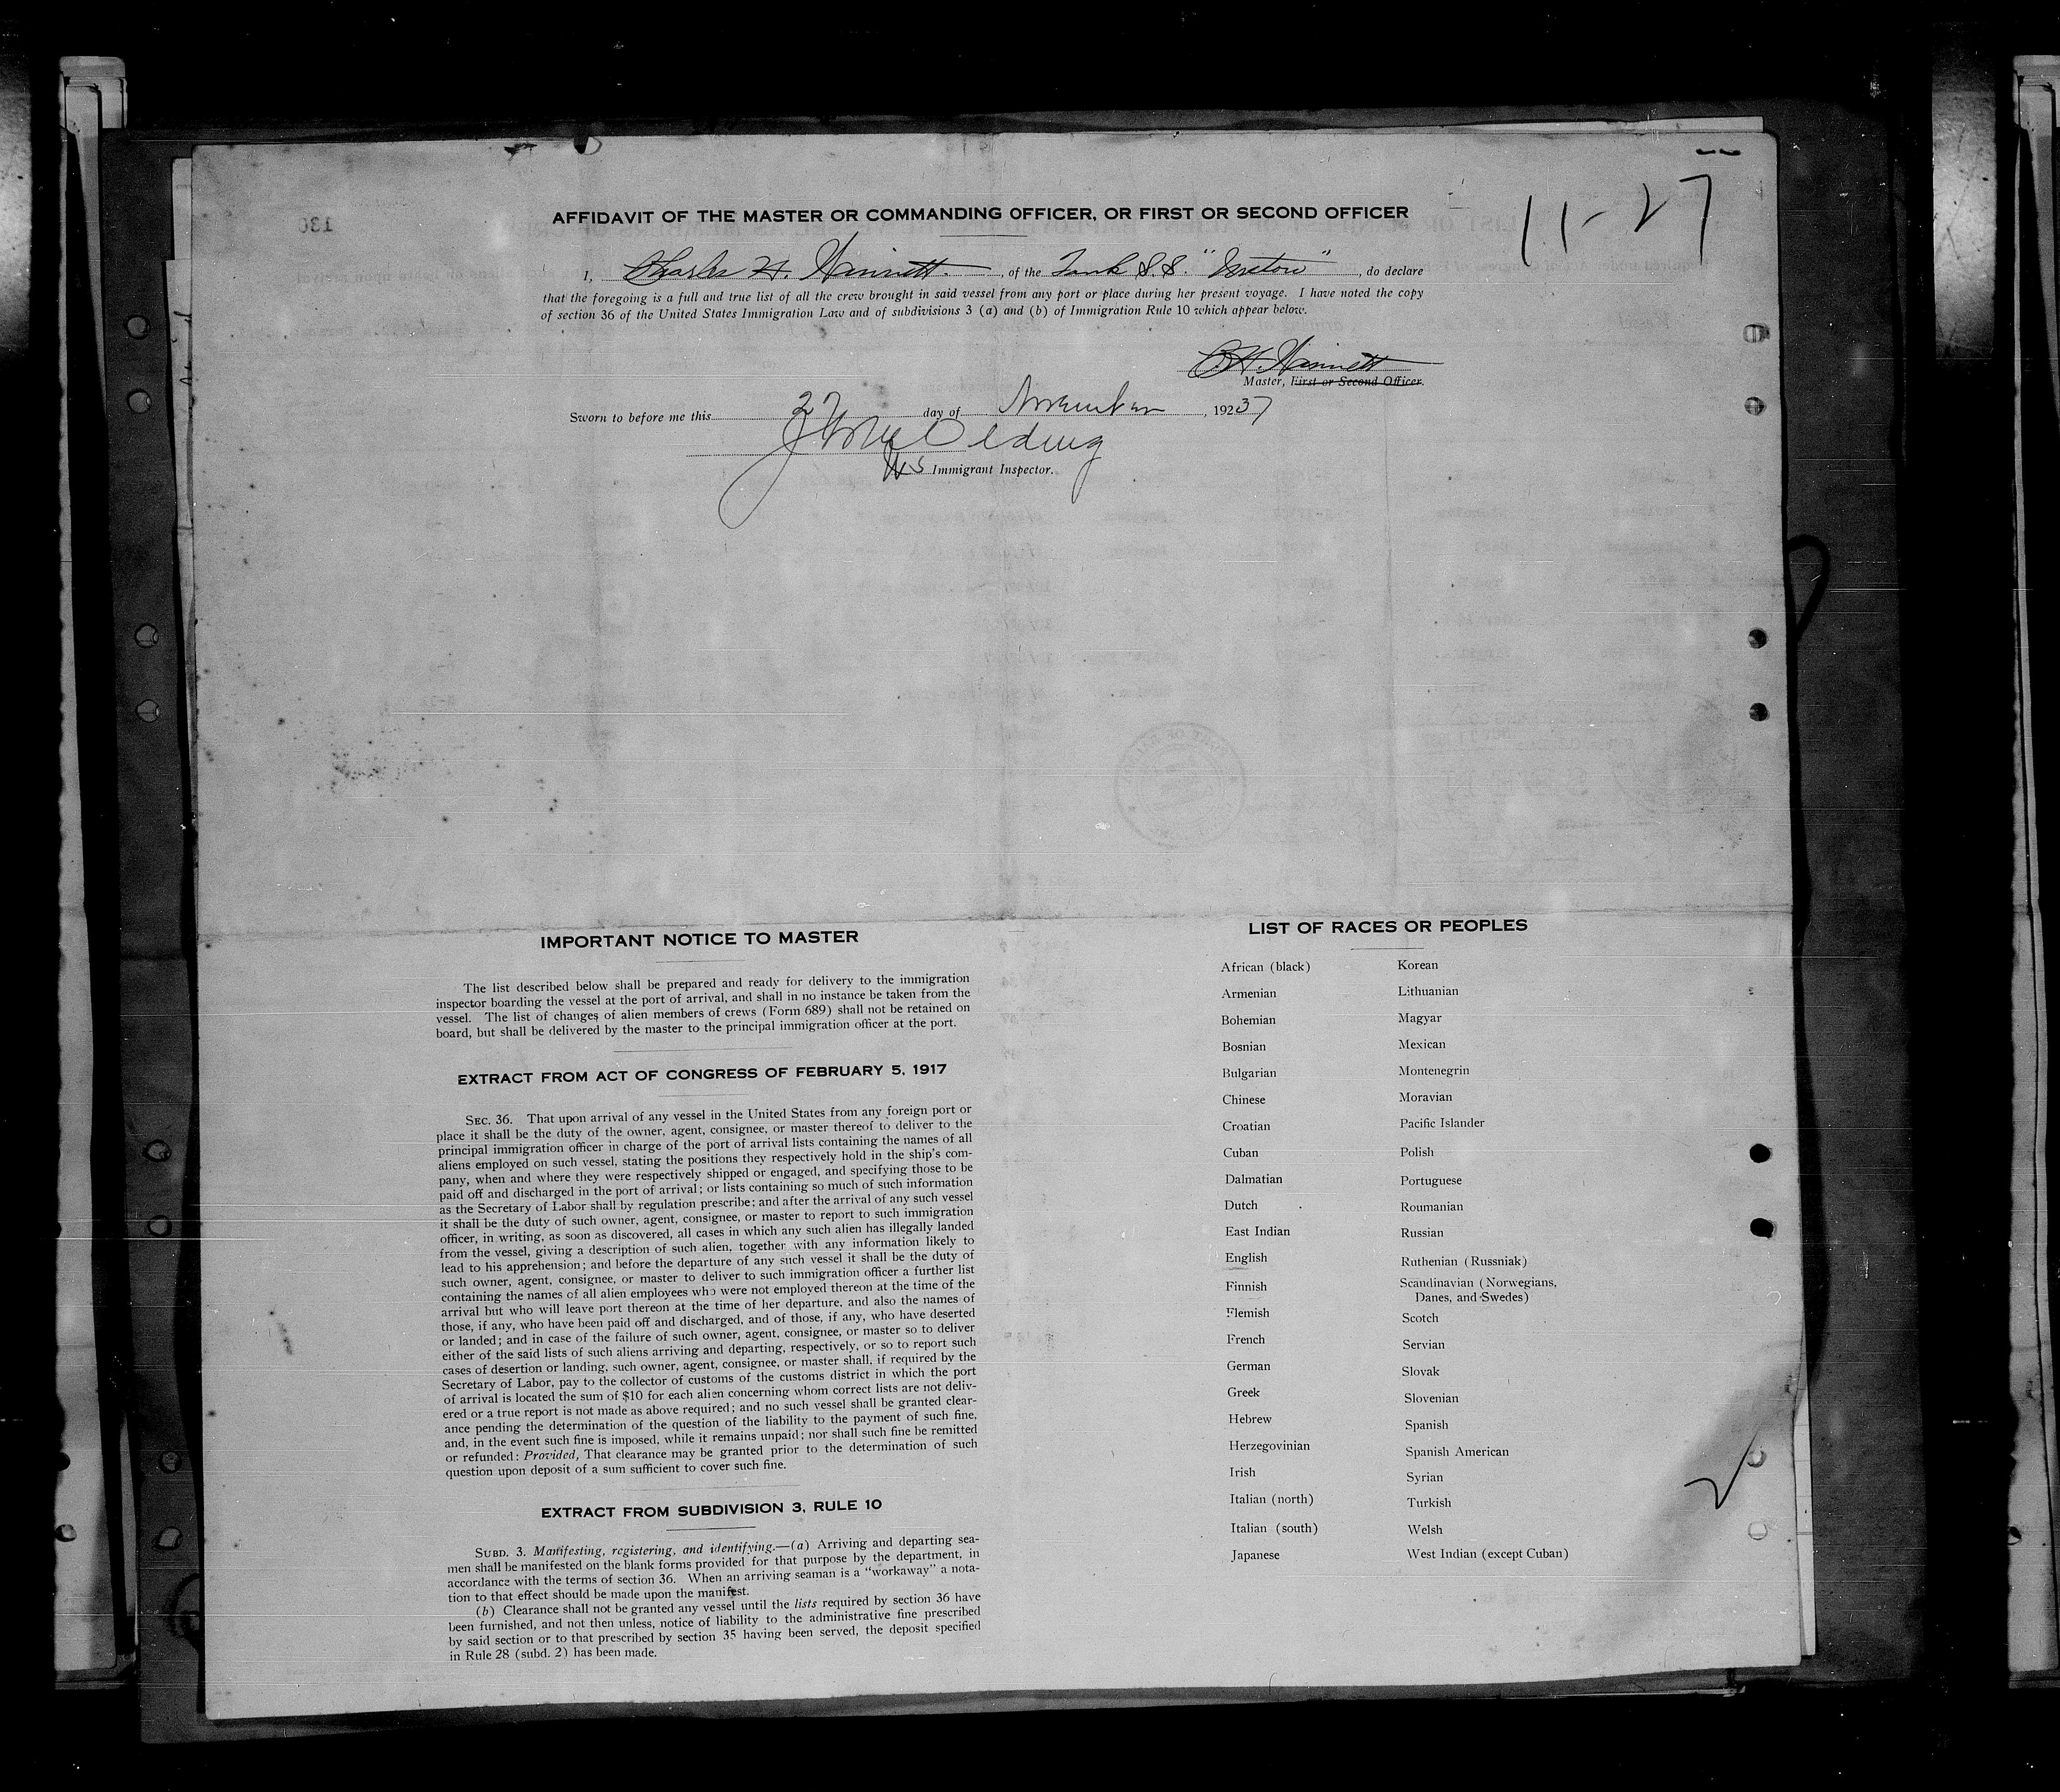 11-27
AFFIDAVIT OF THE MASTER OR COMMANDING OFFICER, OR FIRST OR SECOND OFFICER
I, Charles H. , of the Tank S.S. " " , do declare
that the foregoing is a full and true list of all the crew brought in said vessel from any port or place during her present voyage. I have noted the copy
of section 36 of the United States Immigration Law and of subdivisions 3 (a) and (b) of Immigration Rule 10 which appear below.
C.H.
Master, First or Second Officer.
Sworn to before me this 27 day of November , 19237
US Immigrant Inspector.
IMPORTANT NOTICE TO MASTER
The list described below shall be prepared and ready for delivery to the immigration
inspector boarding the vessel at the port of arrival, and shall in no instance be taken from the
vessel. The list of changes of alien members of crews (Form 689) shall not be retained on
board, but shall be delivered by the master to the principal immigration officer at the port.
EXTRACT FROM ACT OF CONGRESS OF FEBRUARY 5, 1917
SEC. 36. That upon arrival of any vessel in the United States from any foreign port or
place it shall be the duty of the owner, agent, consignee, or master thereof to deliver to the
principal immigration officer in charge of the port of arrival lists containing the names of all
aliens employed on such vessel, stating the positions they respectively hold in the ship's com-
pany, when and where they were respectively shipped or engaged, and specifying those to be
paid off and discharged in the port of arrival; or lists containing so much of such information
as the Secretary of Labor shall by regulation prescribe; and after the arrival of any such vessel
it shall be the duty of such owner, agent, consignee, or master to report to such immigration
officer, in writing, as soon as discovered, all cases in which any such alien has illegally landed
from the vessel, giving a description of such alien, together with any information likely to
lead to his apprehension; and before the departure of any such vessel it shall be the duty of
such owner, agent, consignee, or master to deliver to such immigration officer a further list
containing the names of all alien employees who were not employed thereon at the time of the
arrival but who will leave port thereon at the time of her departure, and also the names of
those, if any, who have been paid off and discharged, and of those, if any, who have deserted
or landed; and in case of the failure of such owner, agent, consignee, or master so to deliver
either of the said lists of such aliens arriving and departing, respectively, or so to report such
cases of desertion or landing, such owner, agent, consignee, or master shall, if required by the
Secretary of Labor, pay to the collector of customs of the customs district in which the port
of arrival is located the sum of $10 for each alien concerning whom correct lists are not deliv-
ered or a true report is not made as above required; and no such vessel shall be granted clear-
ance pending the determination of the question of the liability to the payment of such fine,
and, in the event such fine is imposed, while it remains unpaid; nor shall such fine be remitted
or refunded: Provided, That clearance may be granted prior to the determination of such
question upon deposit of a sum sufficient to cover such fine.
EXTRACT FROM SUBDIVISION 3, RULE 10
SUBD. 3. Manifesting, registering, and identifying.—(a) Arriving and departing sea-
men shall be manifested on the blank forms provided for that purpose by the department, in
accordance with the terms of section 36. When an arriving seaman is a "workaway" a nota-
tion to that effect should be made upon the manifest.
(b) Clearance shall not be granted any vessel until the lists required by section 36 have
been furnished, and not then unless, notice of liability to the administrative fine prescribed
by said section or to that prescribed by section 35 having been served, the deposit specified
in Rule 28 (subd. 2) has been made.
LIST OF RACES OR PEOPLES
African (black)
Armenian
Bohemian
Bosnian
Bulgarian
Chinese
Croatian
Cuban
Dalmatian
Dutch
East Indian
English
Finnish
Flemish
French
German
Greek
Hebrew
Herzegovinian
Irish
Italian (north)
Italian (south)
Japanese
Korean
Lithuanian
Magyar
Mexican
Montenegrin
Moravian
Pacific Islander
Polish
Portuguese
Roumanian
Russian
Ruthenian (Russniak)
Scandinavian (Norwegians,
Danes, and Swedes)
Scotch
Servian
Slovak
Slovenian
Spanish
Spanish American
Syrian
Turkish
Welsh
West Indian (except Cuban)